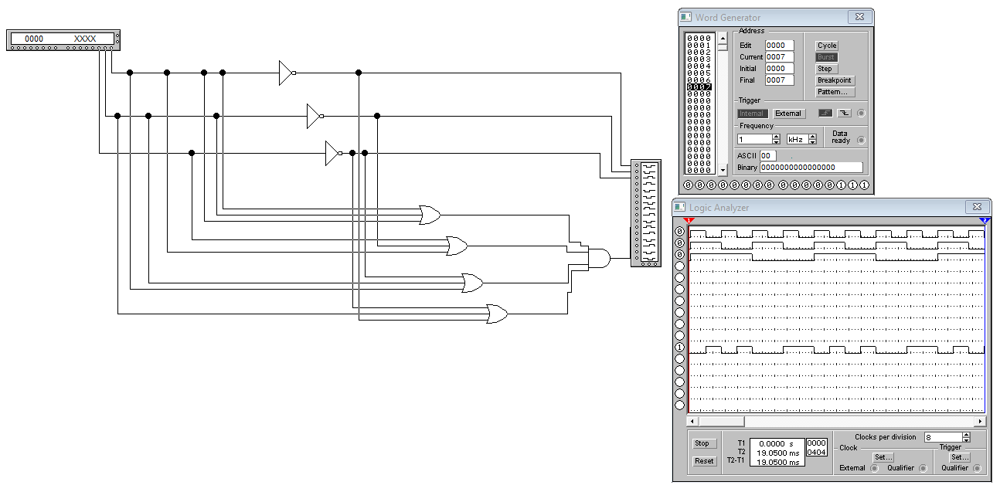 0000 XXXX
Word Generator
0000
0001
0002
0003
0004
0005
0006
0007
0000
0000
0000
0000
0000
0000
0000
0000
0000
0000
0000
0000
Address
Edit 0000
Current 0007
Initial 0000
Final 0007
Cycle
Burst
Step
Breakpoint
Pattern...
Trigger
Internal External
Frequency
1 kHz
Data
ready
ASCII 00
Binary 0000000000000000
0 0 0 0 0 0 0 0 0 0 0 0 0 1 1 1
Logic Analyzer
1 2
0
0
0
1
Stop
Reset
T1 0.0000 s 0000
T2 19.0500 ms 0404
T2-T1 19.0500 ms
Clocks per division 8
Clock Trigger
Set... Set...
External Qualifier Qualifier